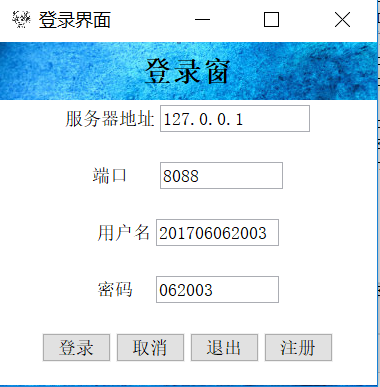 登录界面
登录窗
服务器地址 127.0.0.1
端口 8088
用户名 201706062003
密码 062003
登录 取消 退出 注册